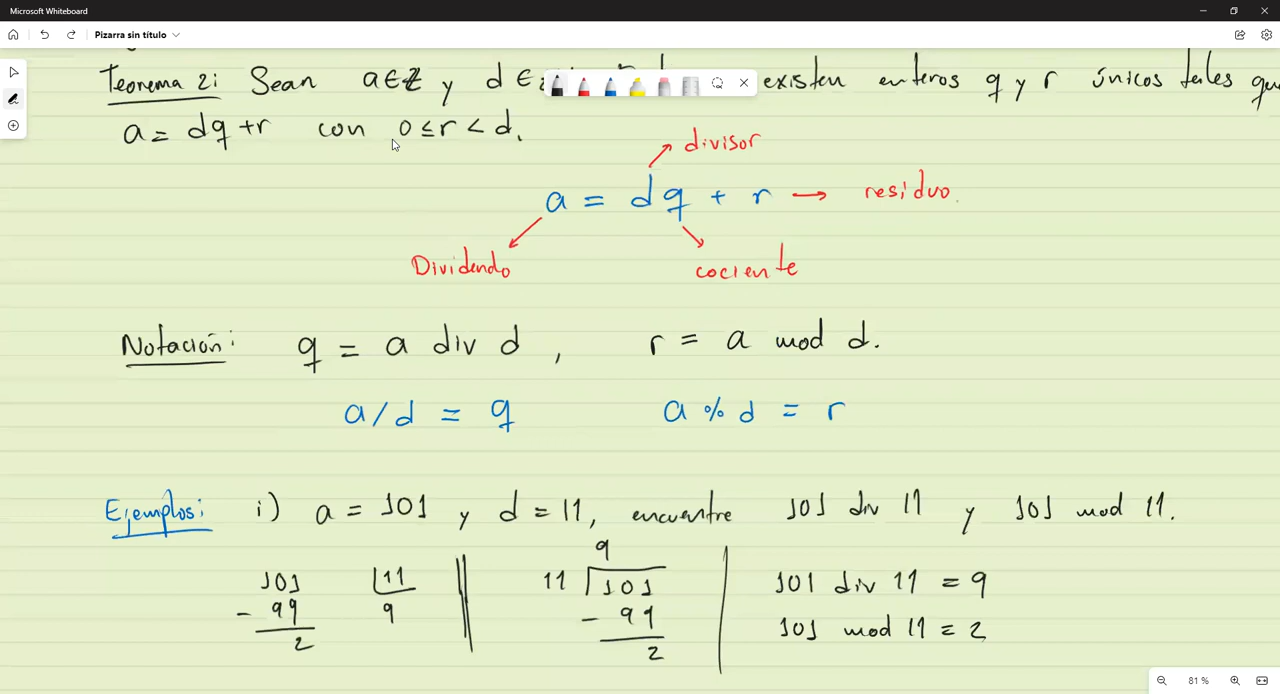 Microsoft Whiteboard
Pizarra sin título
Teorema 2: Sean a ∈ ℤ y d ∈ existen enteros q y r únicos tales que
a = dq + r con 0 ≤ r < d.
divisor
a = dq + r → residuo.
Dividendo cociente
Notación: q = a div d , r = a mod d.
a/d = q a % d = r
Ejemplos: i) a = 101 y d = 11, encuentre 101 div 11 y 101 mod 11.
9
101 11 11 101 101 div 11 = 9
- 99 9 - 99
2 2 101 mod 11 = 2
81 %